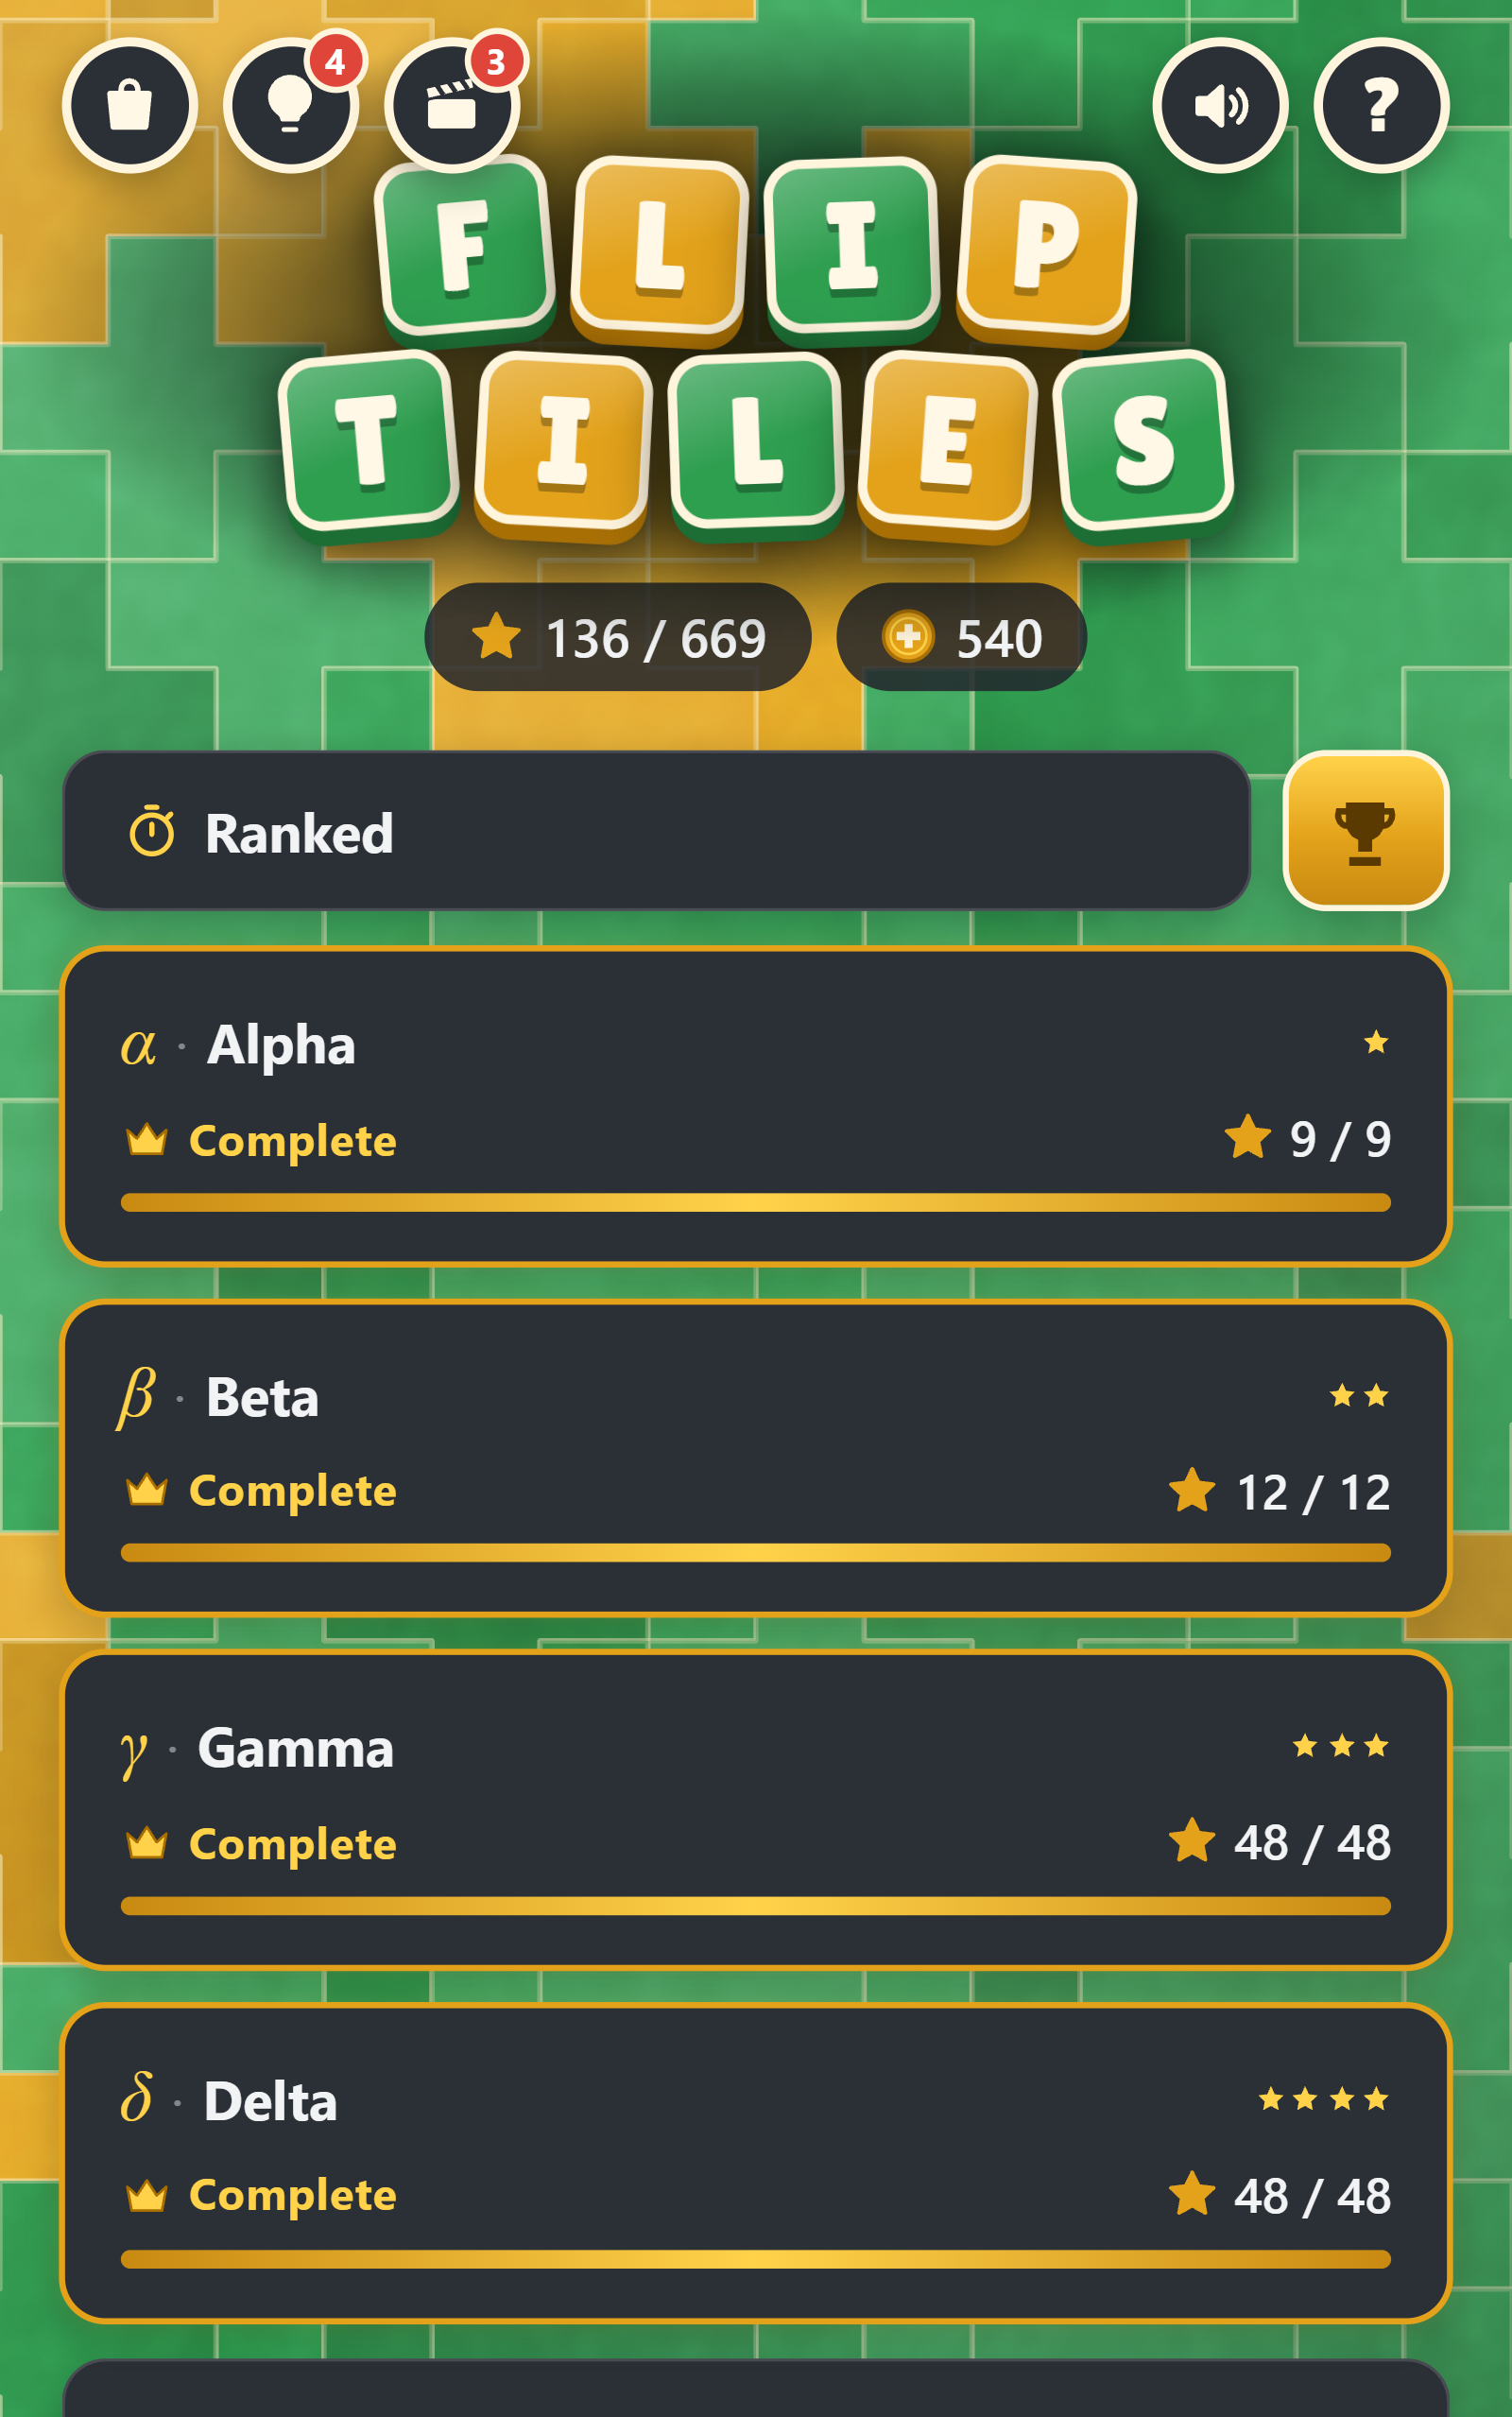 4
3
?
FLIP
TILES
136 / 669
540
Ranked
α · Alpha
Complete
9 / 9
β · Beta
Complete
12 / 12
γ · Gamma
Complete
48 / 48
δ · Delta
Complete
48 / 48